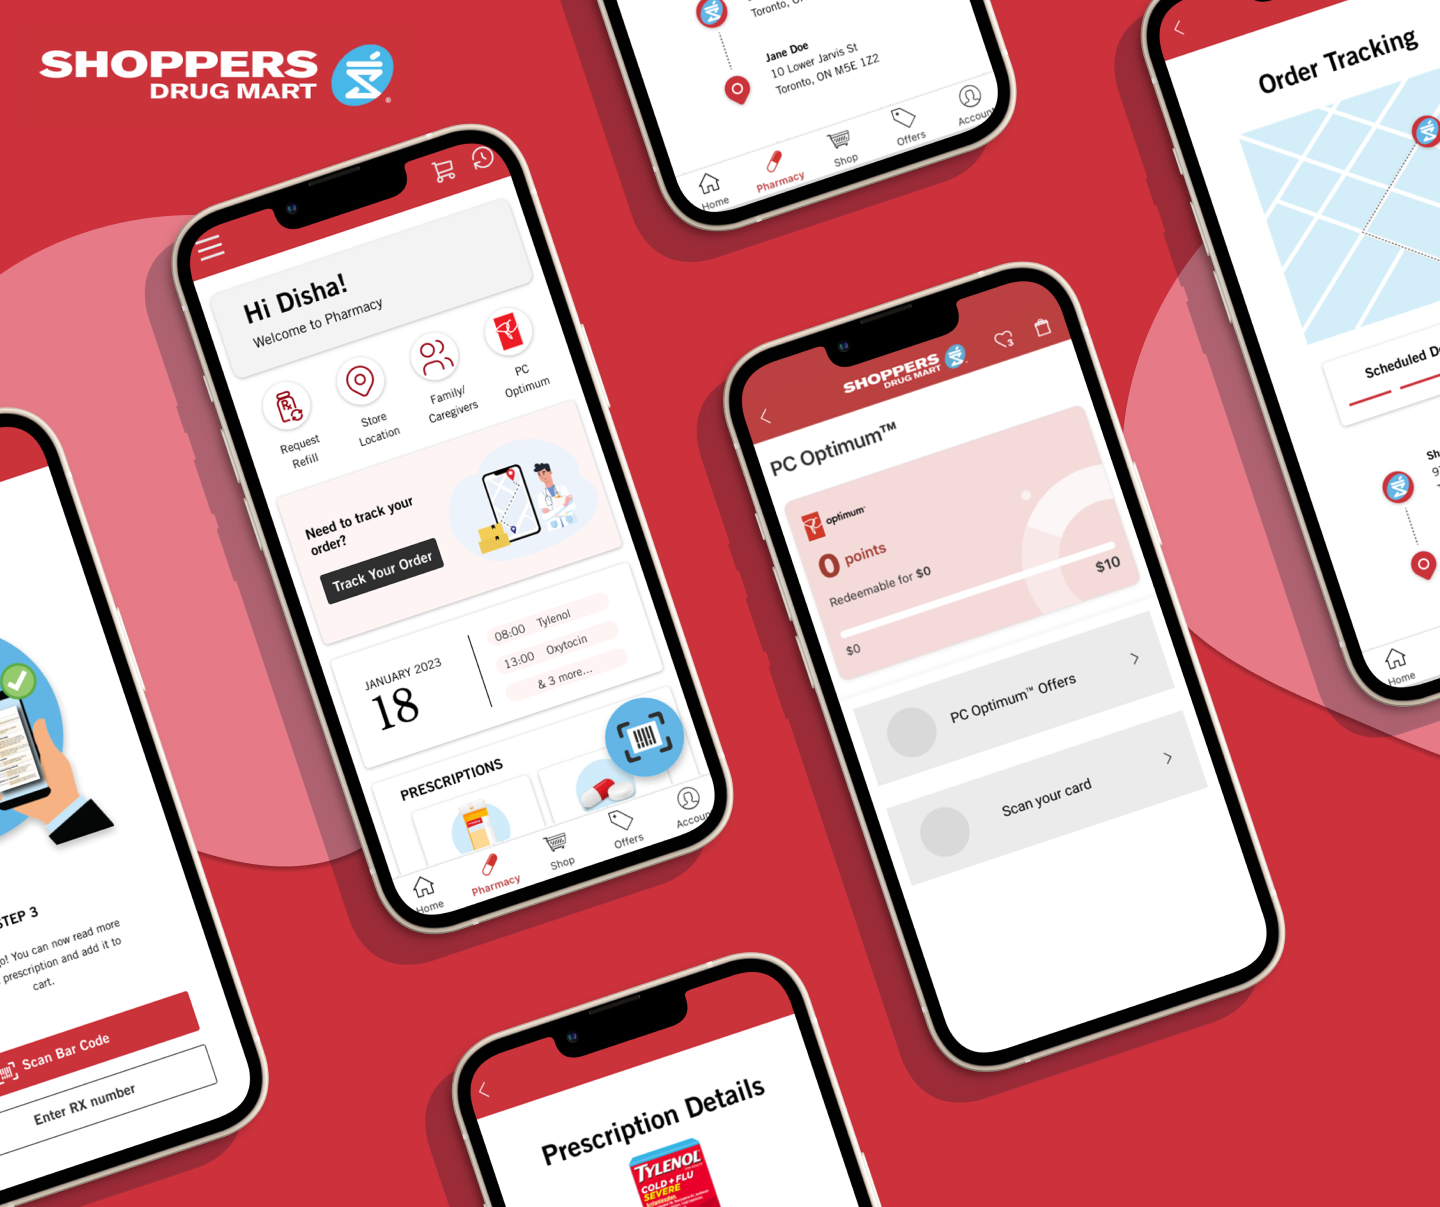 SHOPPERS
DRUG MART
Toronto,
Jane Doe
10 Lower Jarvis St
Toronto, ON M5E 1Z2
Home
Pharmacy
Shop
Offers
Account
Order Tracking
Scheduled
Home
Hi Disha!
Welcome to Pharmacy
Request
Refill
Store
Location
Family/
Caregivers
PC
Optimum
Need to track your
order?
Track Your Order
JANUARY 2023
18
08:00 Tylenol
13:00 Oxytocin
& 3 more...
PRESCRIPTIONS
Home
Pharmacy
Shop
Offers
Accoun
SHOPPERS
DRUG MART
3
PC Optimum™
optimum™
0 points
Redeemable for $0
$0
$10
PC Optimum™ Offers
Scan your card
STEP 3
go! You can now read more
prescription and add it to
cart.
Scan Bar Code
Enter RX number
Prescription Details
TYLENOL
COLD + FLU
SEVERE